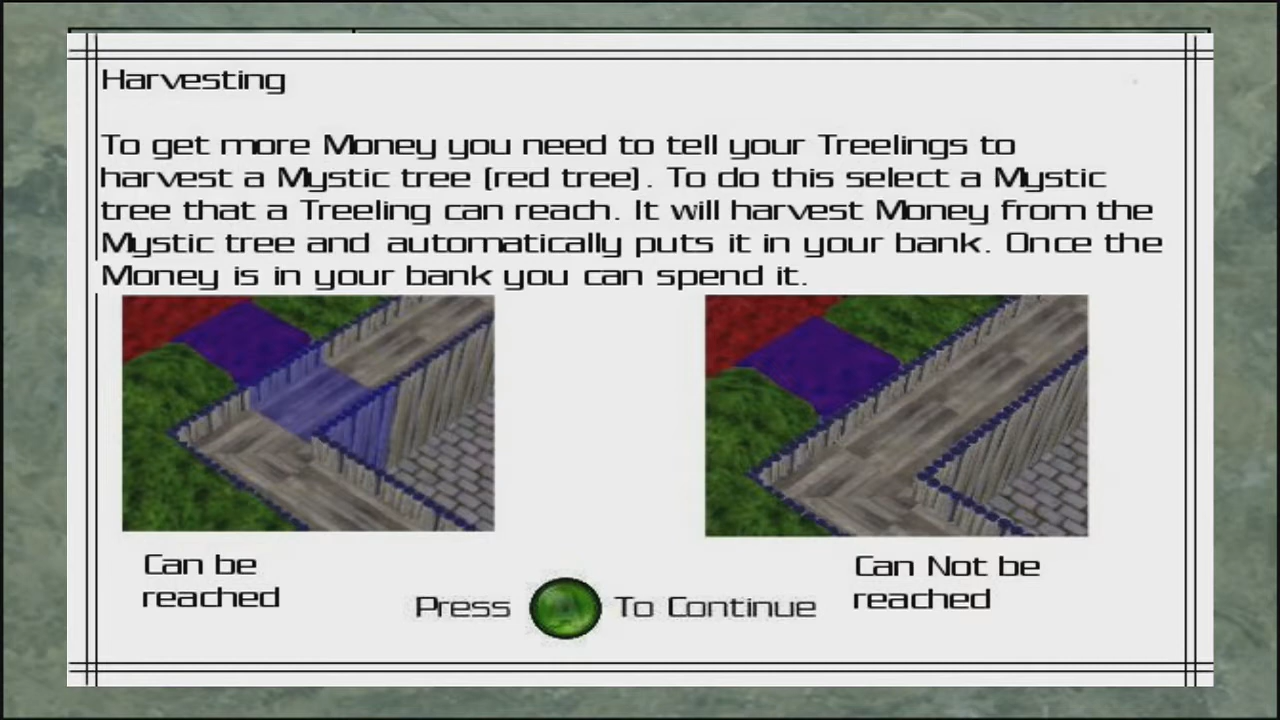 Harvesting
To get more Money you need to tell your Treelings to
harvest a Mystic tree (red tree). To do this select a Mystic
tree that a Treeling can reach. It will harvest Money from the
Mystic tree and automatically puts it in your bank. Once the
Money is in your bank you can spend it.
Can be
reached
Can Not be
reached
Press A To Continue